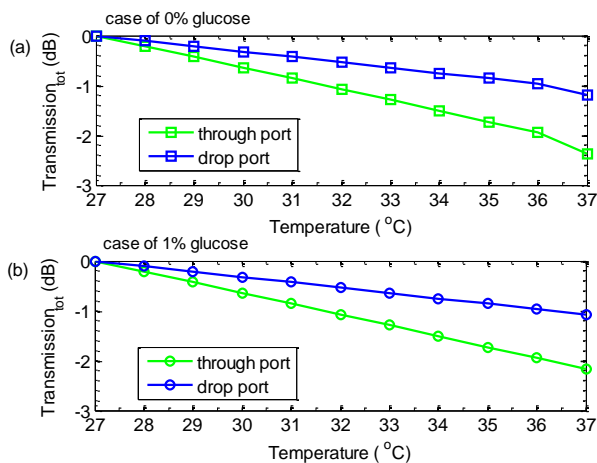 case of 0% glucose
(a)
Transmission_tot (dB)
0
-1
-2
-3
through port
drop port
27 28 29 30 31 32 33 34 35 36 37
Temperature ( °C)
case of 1% glucose
(b)
Transmission_tot (dB)
0
-1
-2
-3
through port
drop port
27 28 29 30 31 32 33 34 35 36 37
Temperature ( °C)